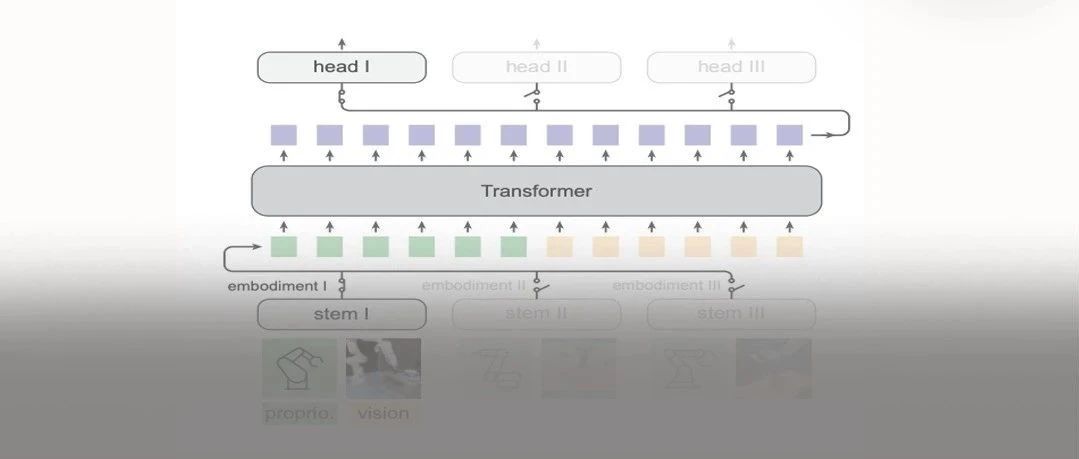 head I
head II
head III
Transformer
embodiment I
embodiment II
embodiment III
stem I
stem II
stem III
proprio.
vision